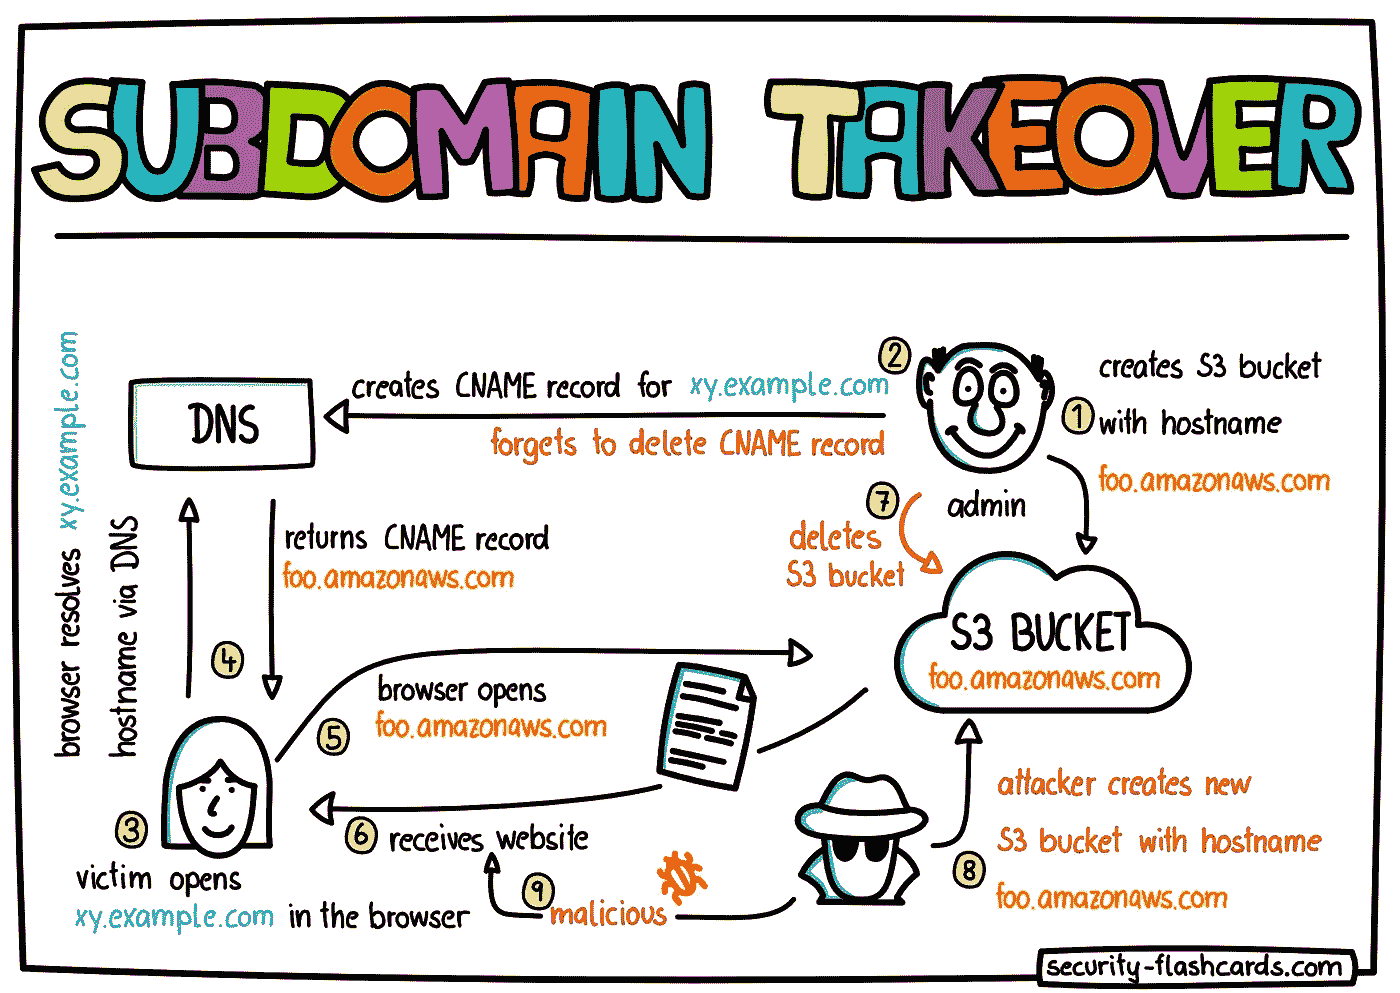 SUBDOMAIN TAKEOVER
1
creates S3 bucket
with hostname
foo.amazonaws.com
2
creates CNAME record for xy.example.com
forgets to delete CNAME record
admin
DNS
7
deletes
S3 bucket
S3 BUCKET
foo.amazonaws.com
3
victim opens
xy.example.com in the browser
4
browser resolves xy.example.com
hostname via DNS
returns CNAME record
foo.amazonaws.com
5
browser opens
foo.amazonaws.com
6 receives website
8
attacker creates new
S3 bucket with hostname
foo.amazonaws.com
9
malicious
security-flashcards.com